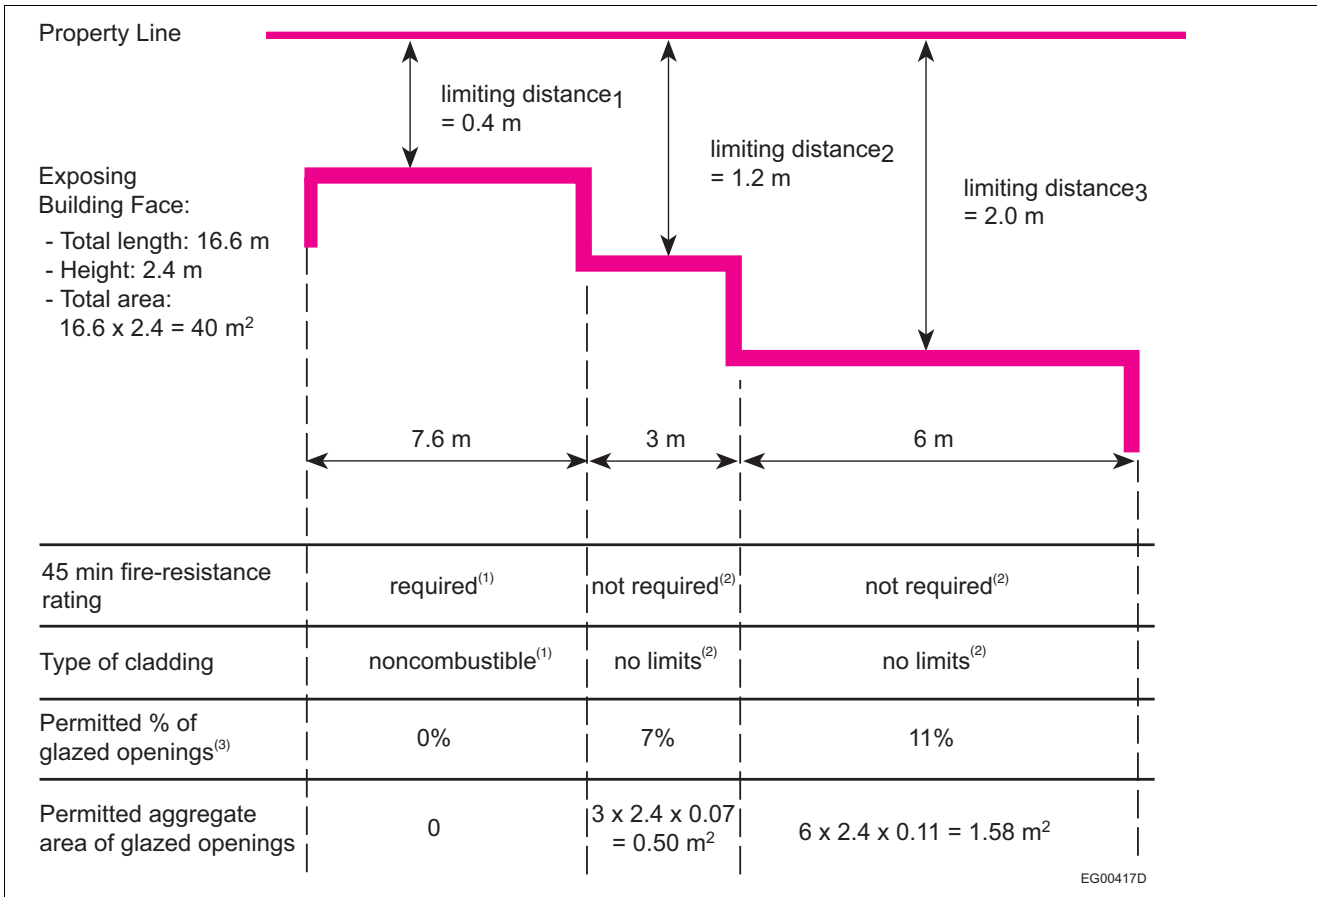 Property Line
limiting distance1
= 0.4 m
limiting distance2
= 1.2 m
limiting distance3
= 2.0 m
Exposing
Building Face:
- Total length: 16.6 m
- Height: 2.4 m
- Total area:
16.6 x 2.4 = 40 m²
7.6 m
3 m
6 m
45 min fire-resistance
rating
required(1)
not required(2)
not required(2)
Type of cladding
noncombustible(1)
no limits(2)
no limits(2)
Permitted % of
glazed openings(3)
0%
7%
11%
Permitted aggregate
area of glazed openings
0
3 x 2.4 x 0.07
= 0.50 m²
6 x 2.4 x 0.11 = 1.58 m²
EG00417D